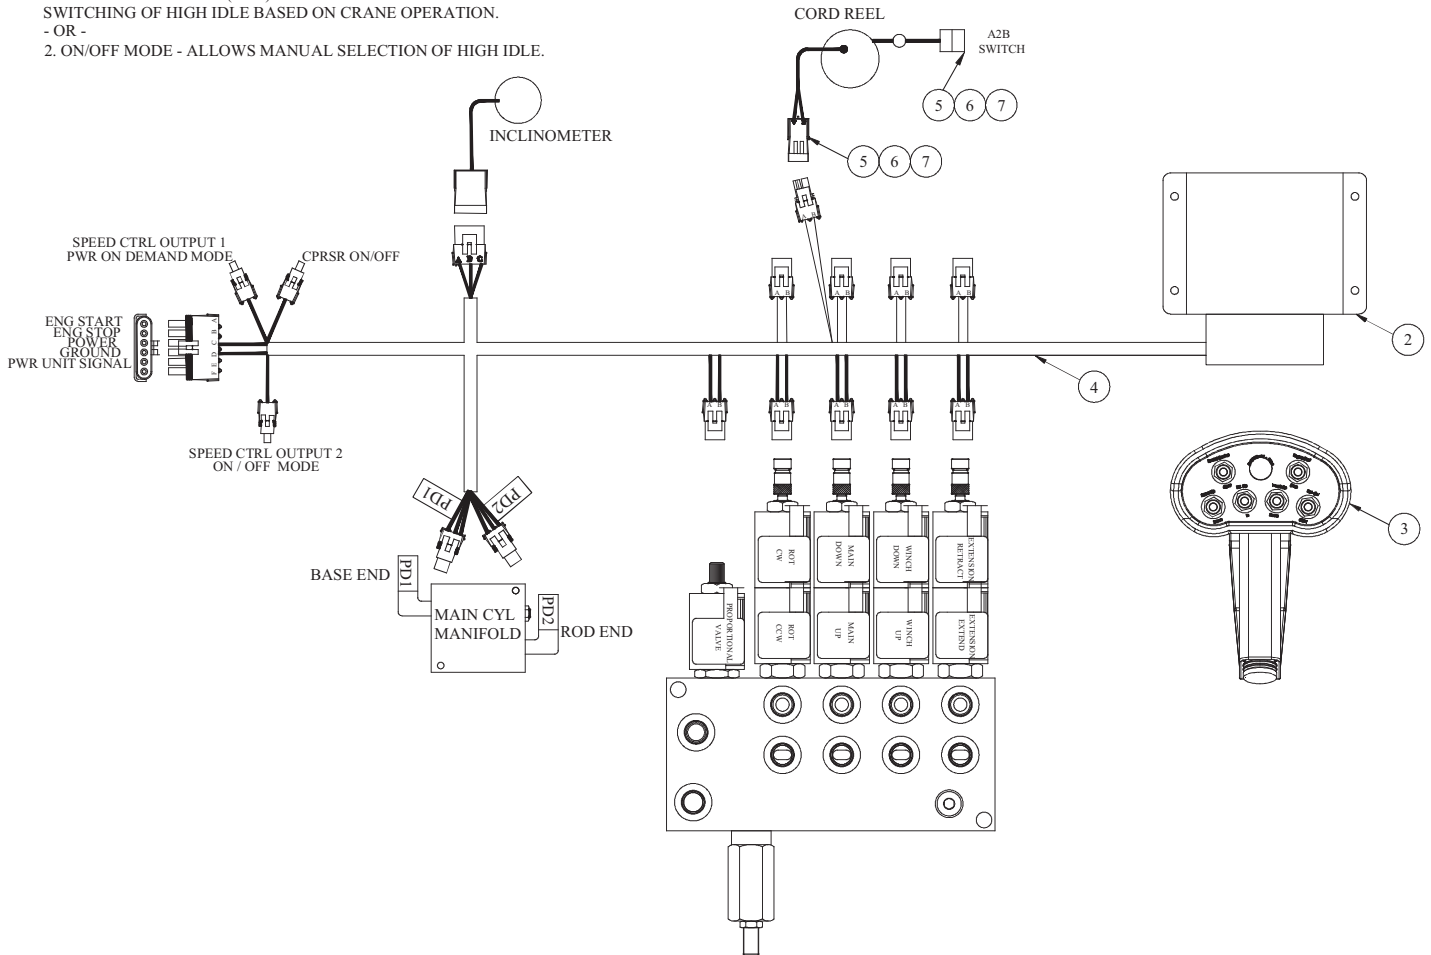 SWITCHING OF HIGH IDLE BASED ON CRANE OPERATION.
- OR -
2. ON/OFF MODE - ALLOWS MANUAL SELECTION OF HIGH IDLE.
CORD REEL
A2B
SWITCH
5 6 7
5 6 7
INCLINOMETER
SPEED CTRL OUTPUT 1
PWR ON DEMAND MODE
CPRSR ON/OFF
A B C
A B
A B
A B
A B
A B
ENG START
ENG STOP
POWER
GROUND
PWR UNIT SIGNAL
A
B
C
D
E
F
2
4
A B
A B
A B
A B
A B
SPEED CTRL OUTPUT 2
ON / OFF MODE
PD1
PD2
3
BASE END
PD1
MAIN CYL
MANIFOLD
PD2
ROD END
ROT
CW
MAIN
DOWN
WINCH
DOWN
EXTENSION
RETRACT
PROPORTIONAL
VALVE
ROT
CCW
MAIN
UP
WINCH
UP
EXTENSION
EXTEND